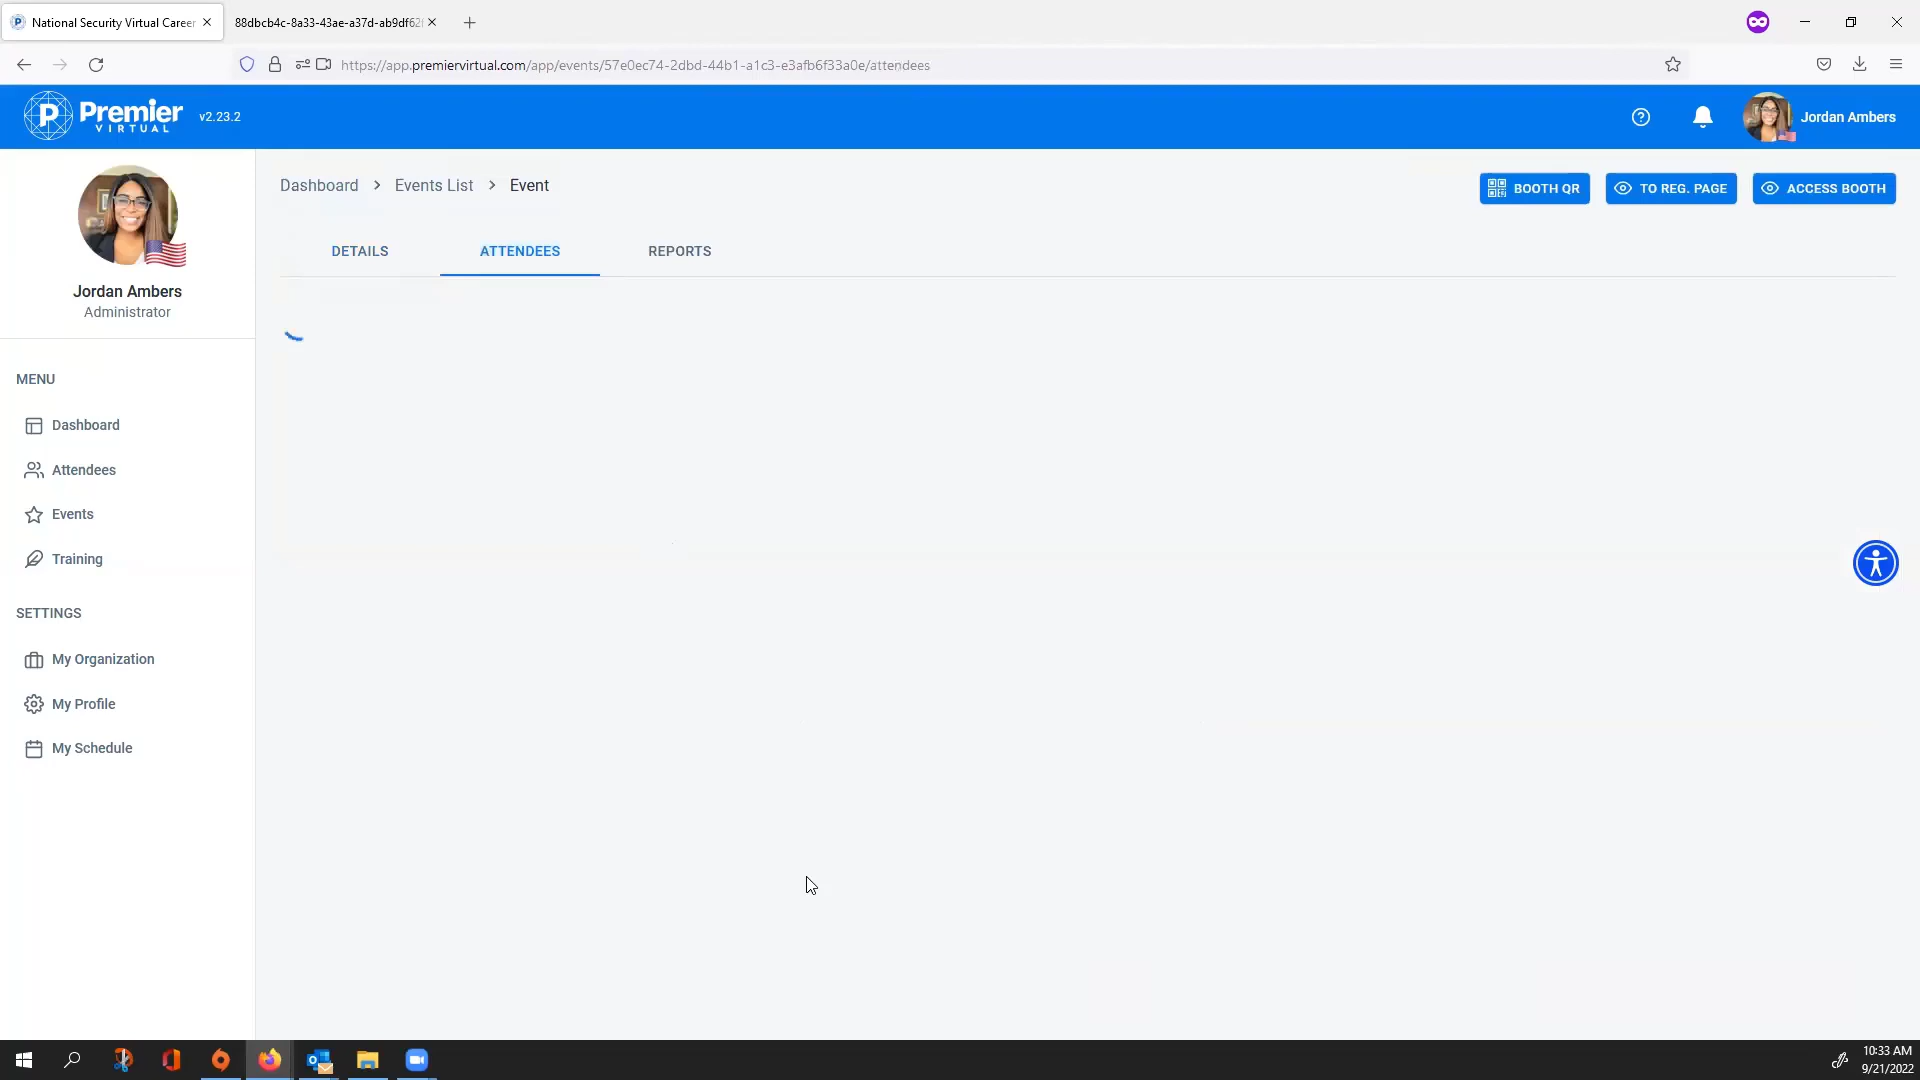 National Security Virtual Career
88dbcb4c-8a33-43ae-a37d-ab9df62
https://app.premiervirtual.com/app/events/57e0ec74-2dbd-44b1-a1c3-e3afb6f33a0e/attendees
P Premier VIRTUAL v2.23.2
Jordan Ambers
Dashboard > Events List > Event
BOOTH QR
TO REG. PAGE
ACCESS BOOTH
DETAILS
ATTENDEES
REPORTS
Jordan Ambers
Administrator
MENU
Dashboard
Attendees
Events
Training
SETTINGS
My Organization
My Profile
My Schedule
10:33 AM
9/21/2022